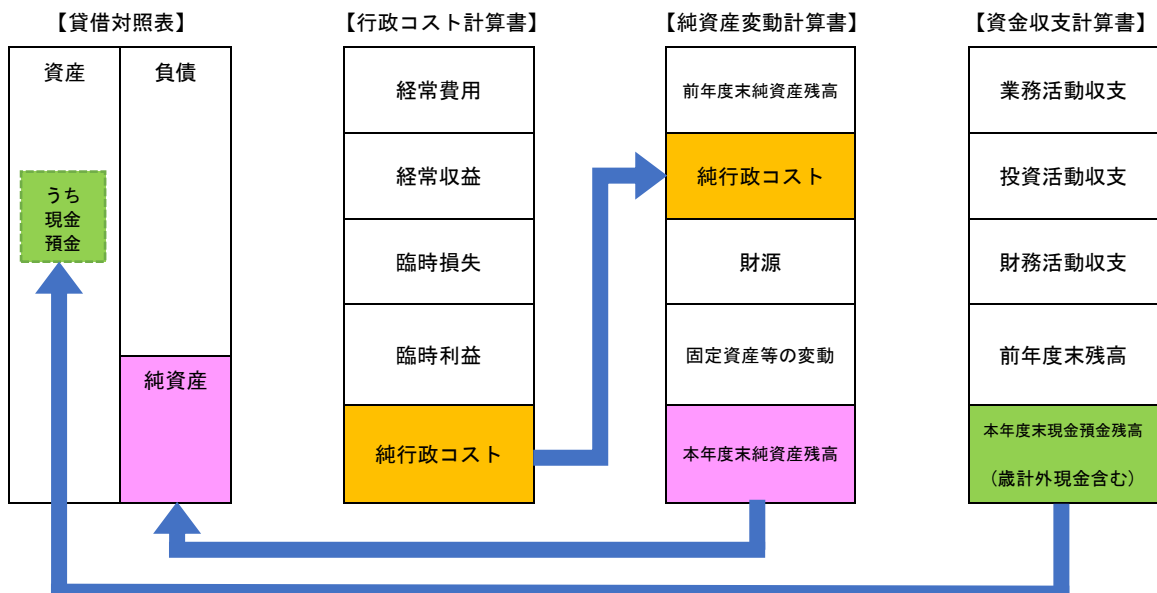 【貸借対照表】
資産
負債
うち
現金
預金
純資産
【行政コスト計算書】
経常費用
経常収益
臨時損失
臨時利益
純行政コスト
【純資産変動計算書】
前年度末純資産残高
純行政コスト
財源
固定資産等の変動
本年度末純資産残高
【資金収支計算書】
業務活動収支
投資活動収支
財務活動収支
前年度末残高
本年度末現金預金残高
（歳計外現金含む）